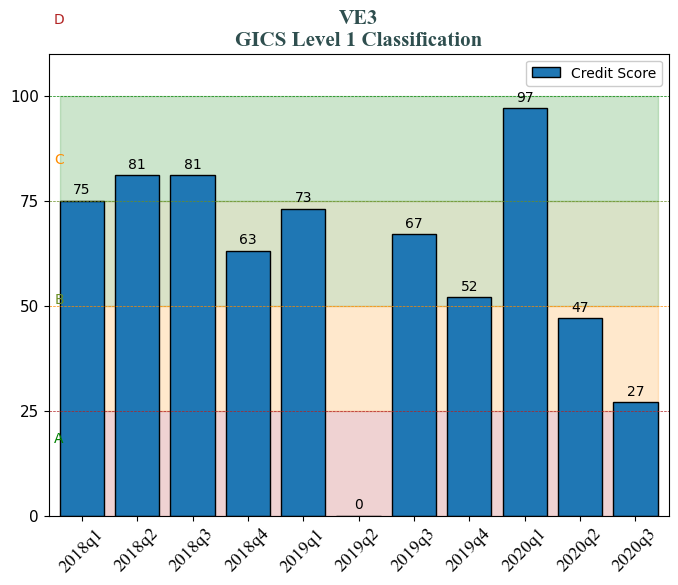 D
VE3
GICS Level 1 Classification
Credit Score
100
97
C
81
81
75
75
73
67
63
B
52
50
47
27
25
A
0
0
2018q1
2018q2
2018q3
2018q4
2019q1
2019q2
2019q3
2019q4
2020q1
2020q2
2020q3